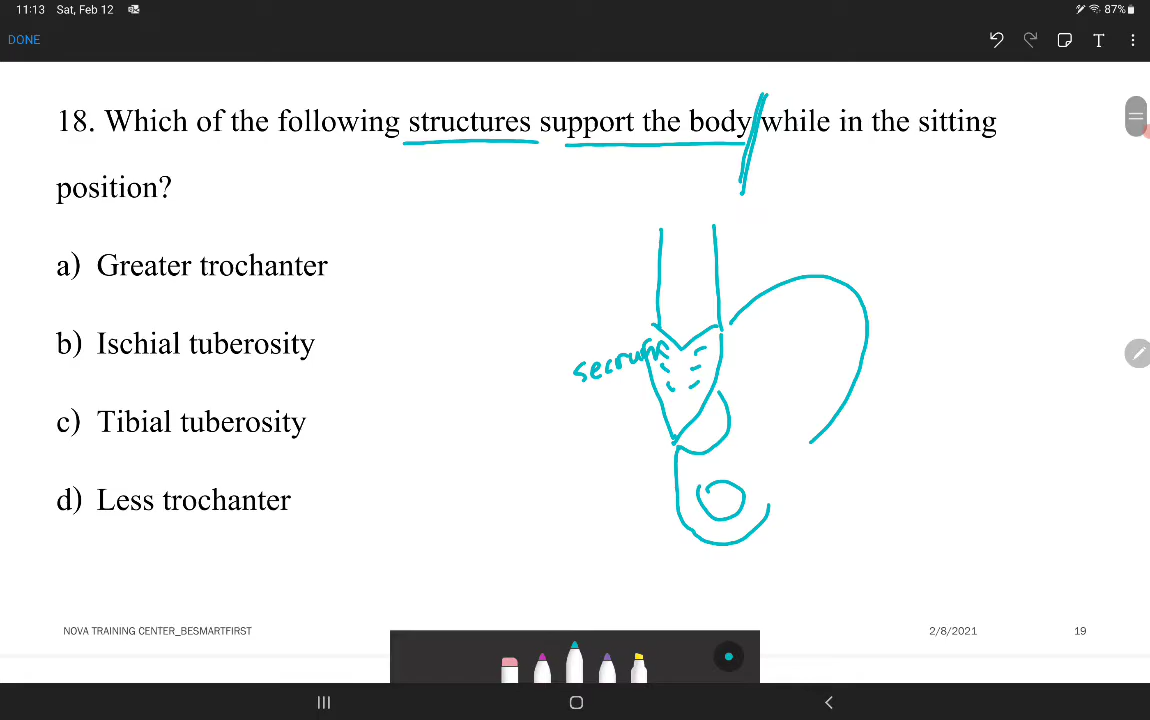 11:13 Sat, Feb 12 87%
DONE T
18. Which of the following structures support the body while in the sitting
position?
a) Greater trochanter
b) Ischial tuberosity
secrum
c) Tibial tuberosity
d) Less trochanter
NOVA TRAINING CENTER_BESMARTFIRST 2/8/2021 19